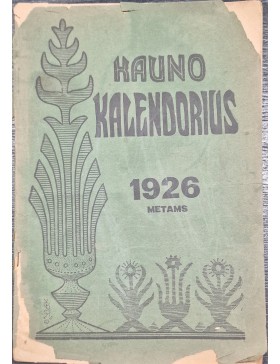 KAUNO
KALENDORIUS
1926
METAMS